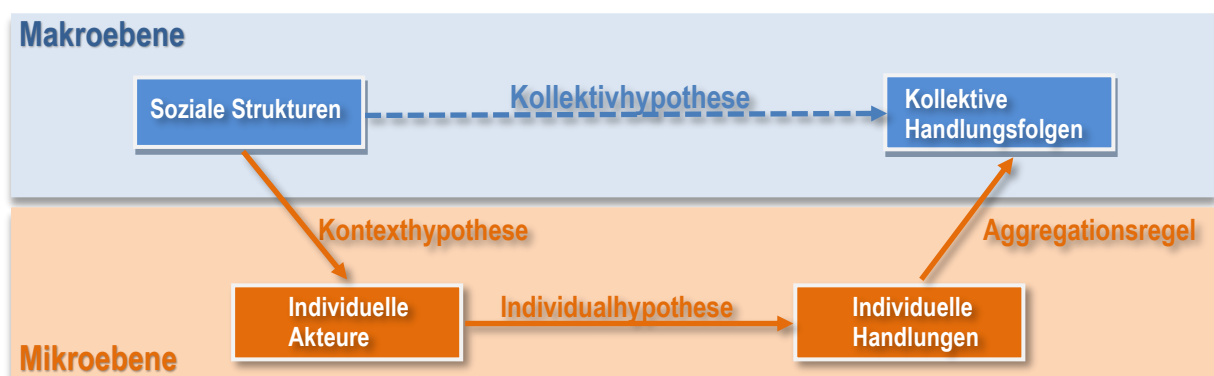 Makroebene
Soziale Strukturen
Kollektivhypothese
Kollektive
Handlungsfolgen
Kontexthypothese
Aggregationsregel
Individuelle
Akteure
Individualhypothese
Individuelle
Handlungen
Mikroebene